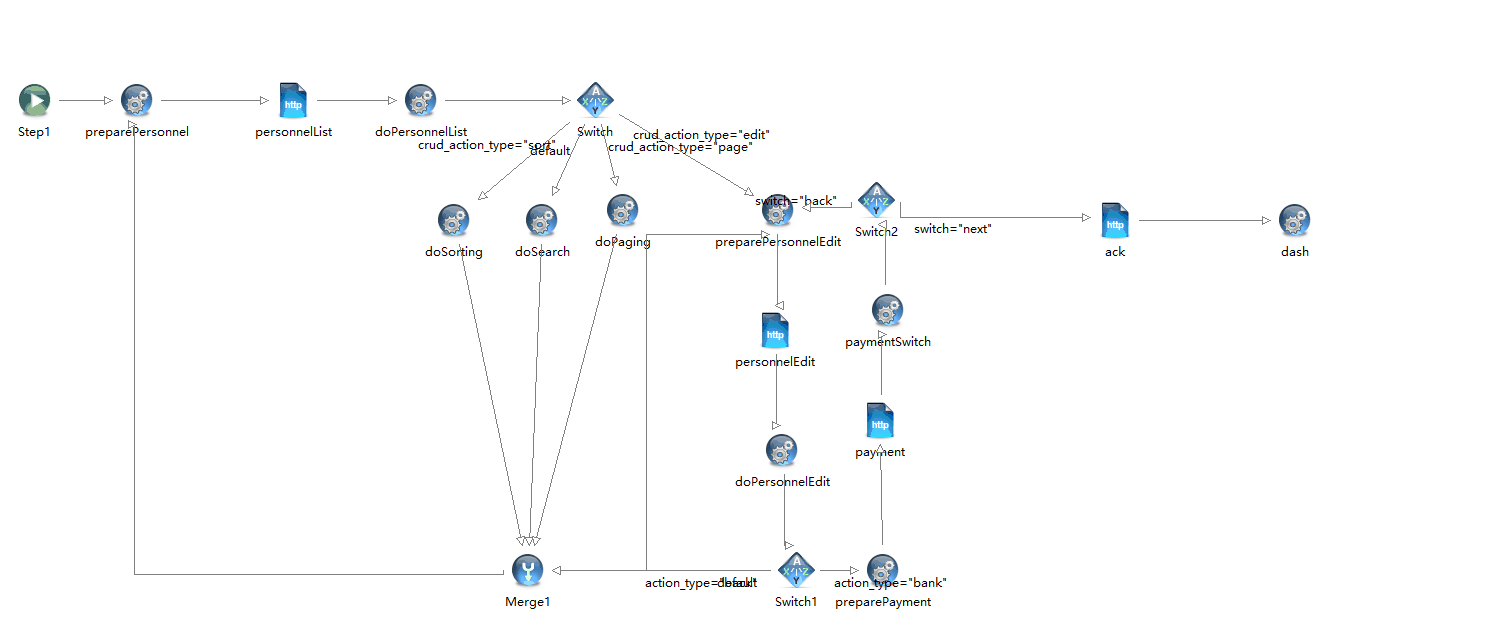 Step1
preparePersonnel
http
personnelList
doPersonnelList
A
X Z
Y
Switch
crud_action_type="sort"
default
crud_action_type="edit"
crud_action_type="page"
doSorting
doSearch
doPaging
switch="back"
preparePersonnelEdit
A
X Z
Y
Switch2
switch="next"
http
ack
dash
http
personnelEdit
paymentSwitch
http
payment
doPersonnelEdit
Merge1
action_type="back"
default
A
X Z
Y
Switch1
action_type="bank"
preparePayment